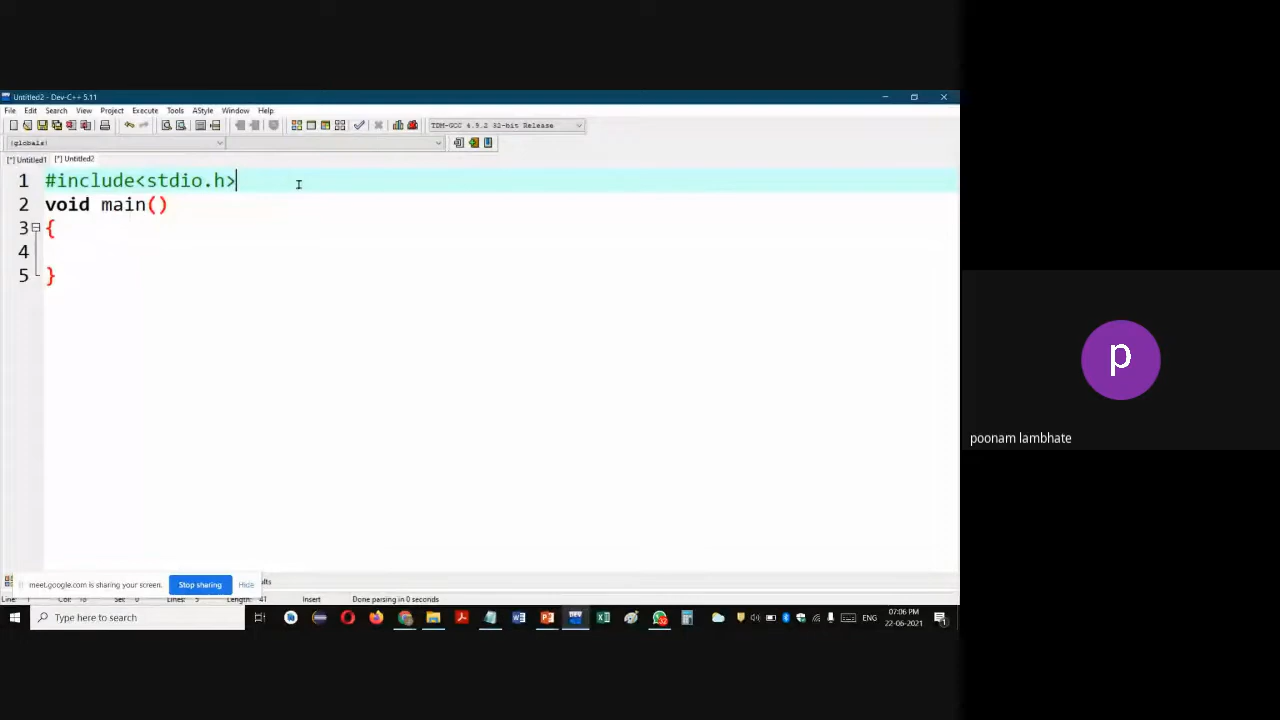 Untitled2 - Dev-C++ 5.11
File Edit Search View Project Execute Tools AStyle Window Help
TDM-GCC 4.9.2 32-bit Release
(globals)
[*] Untitled1 [*] Untitled2
1 #include<stdio.h>
2 void main()
3 {
4
5 }
p
poonam lambhate
meet.google.com is sharing your screen. Stop sharing Hide
Insert Done parsing in 0 seconds
Type here to search
ENG
07:06 PM
22-06-2021